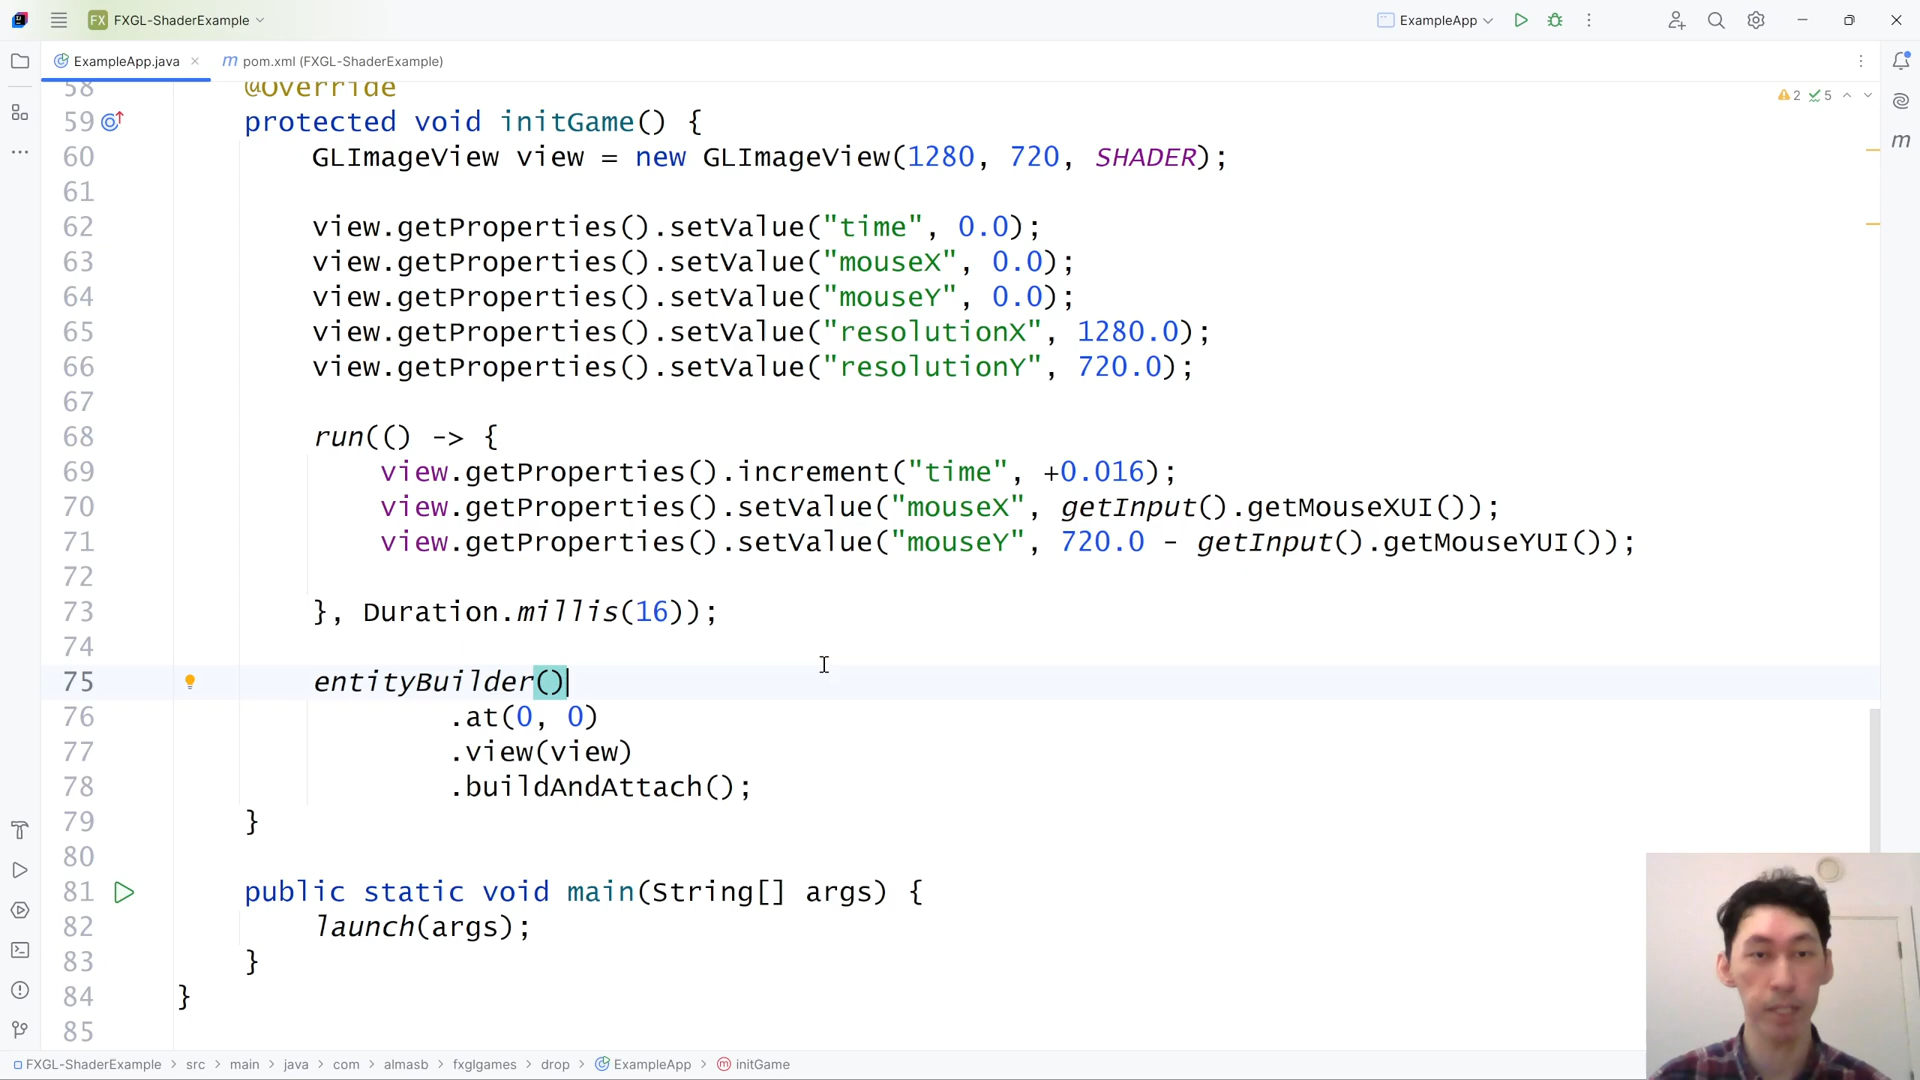 FX FXGL-ShaderExample
ExampleApp
ExampleApp.java
m pom.xml (FXGL-ShaderExample)
2 5
m
58 @Override
59 protected void initGame() {
60 GLImageView view = new GLImageView(1280, 720, SHADER);
61
62 view.getProperties().setValue("time", 0.0);
63 view.getProperties().setValue("mouseX", 0.0);
64 view.getProperties().setValue("mouseY", 0.0);
65 view.getProperties().setValue("resolutionX", 1280.0);
66 view.getProperties().setValue("resolutionY", 720.0);
67
68 run(() -> {
69 view.getProperties().increment("time", +0.016);
70 view.getProperties().setValue("mouseX", getInput().getMouseXUI());
71 view.getProperties().setValue("mouseY", 720.0 - getInput().getMouseYUI());
72
73 }, Duration.millis(16));
74
75 entityBuilder()
76 .at(0, 0)
77 .view(view)
78 .buildAndAttach();
79 }
80
81 public static void main(String[] args) {
82 launch(args);
83 }
84 }
85
FXGL-ShaderExample > src > main > java > com > almasb > fxglgames > drop > ExampleApp > m initGame